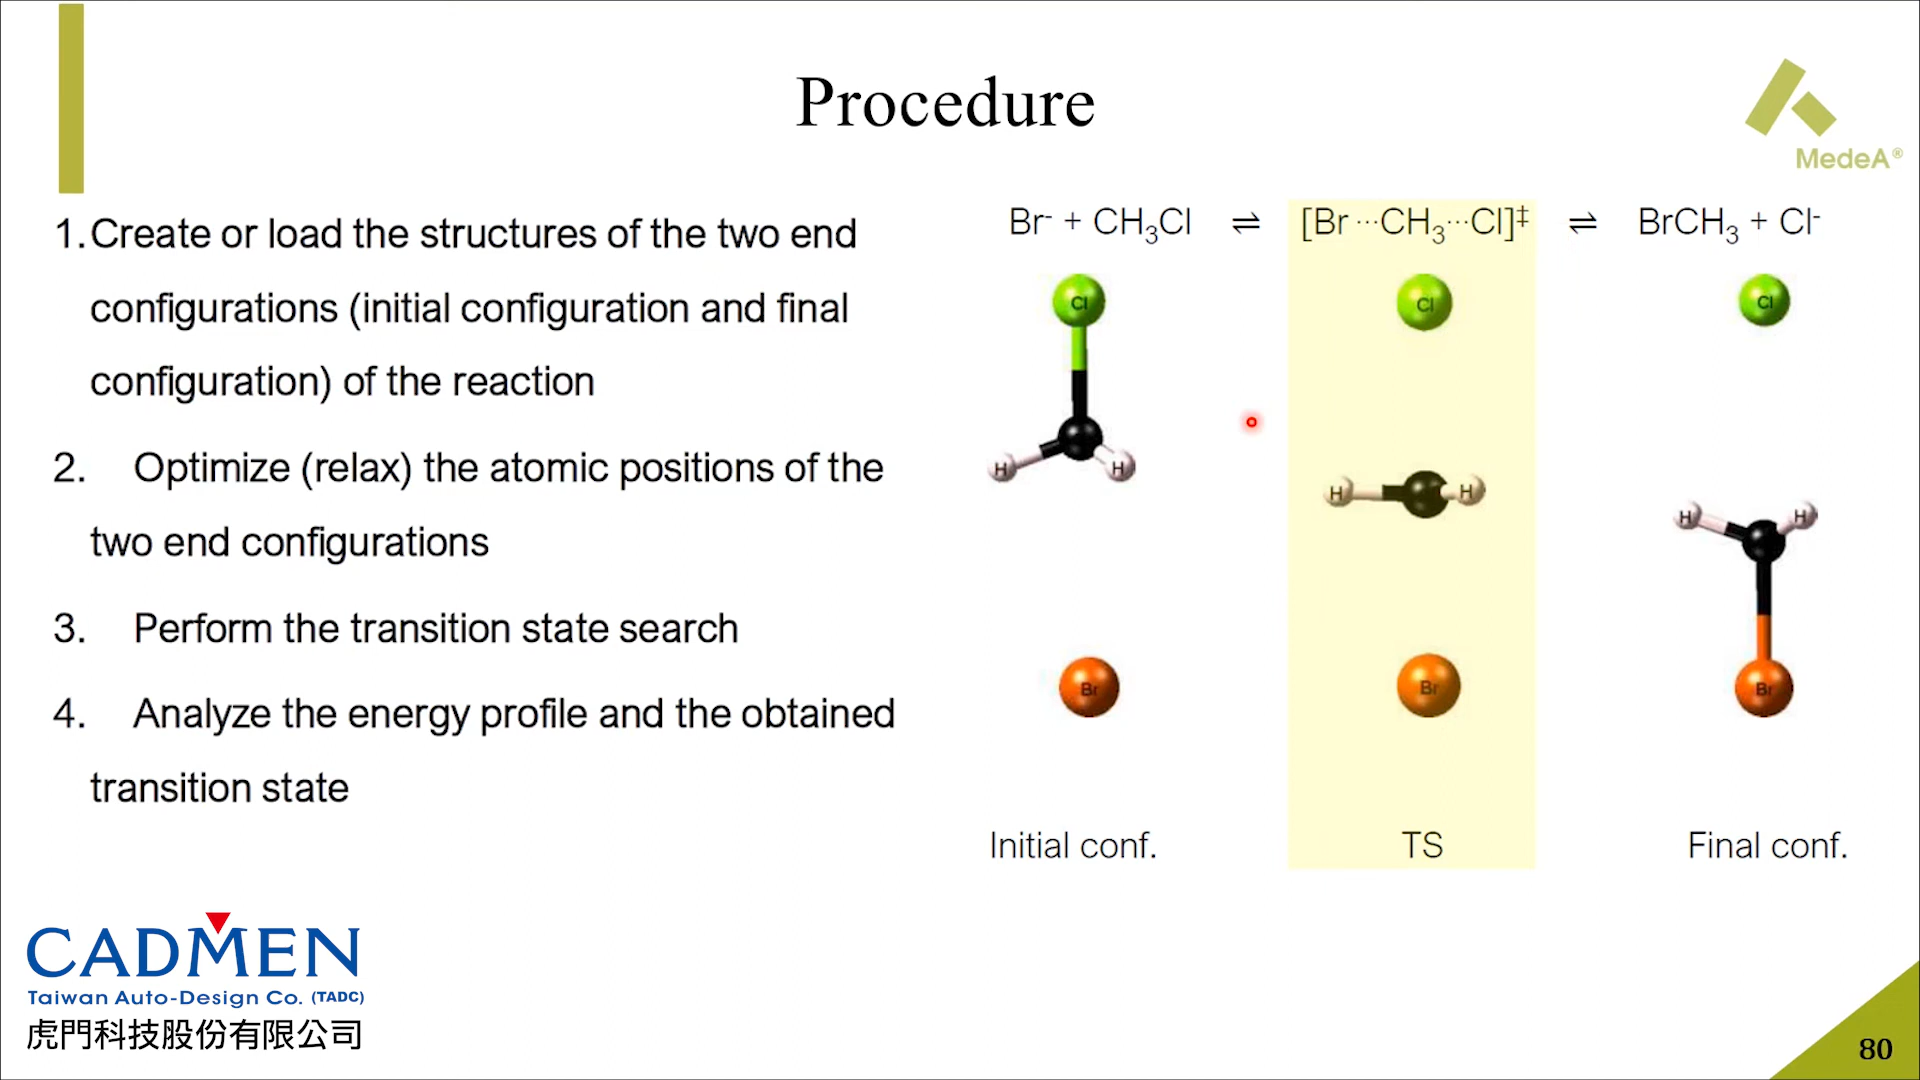 Procedure
MedeA®
1. Create or load the structures of the two end
configurations (initial configuration and final
configuration) of the reaction
2. Optimize (relax) the atomic positions of the
two end configurations
3. Perform the transition state search
4. Analyze the energy profile and the obtained
transition state
Br⁻ + CH₃Cl ⇌ [Br ··· CH₃ ··· Cl]‡ ⇌ BrCH₃ + Cl⁻
Cl Cl Cl
H H
H H
H H
Br Br Br
Initial conf. TS Final conf.
CADMEN
Taiwan Auto-Design Co. (TADC)
虎門科技股份有限公司
80